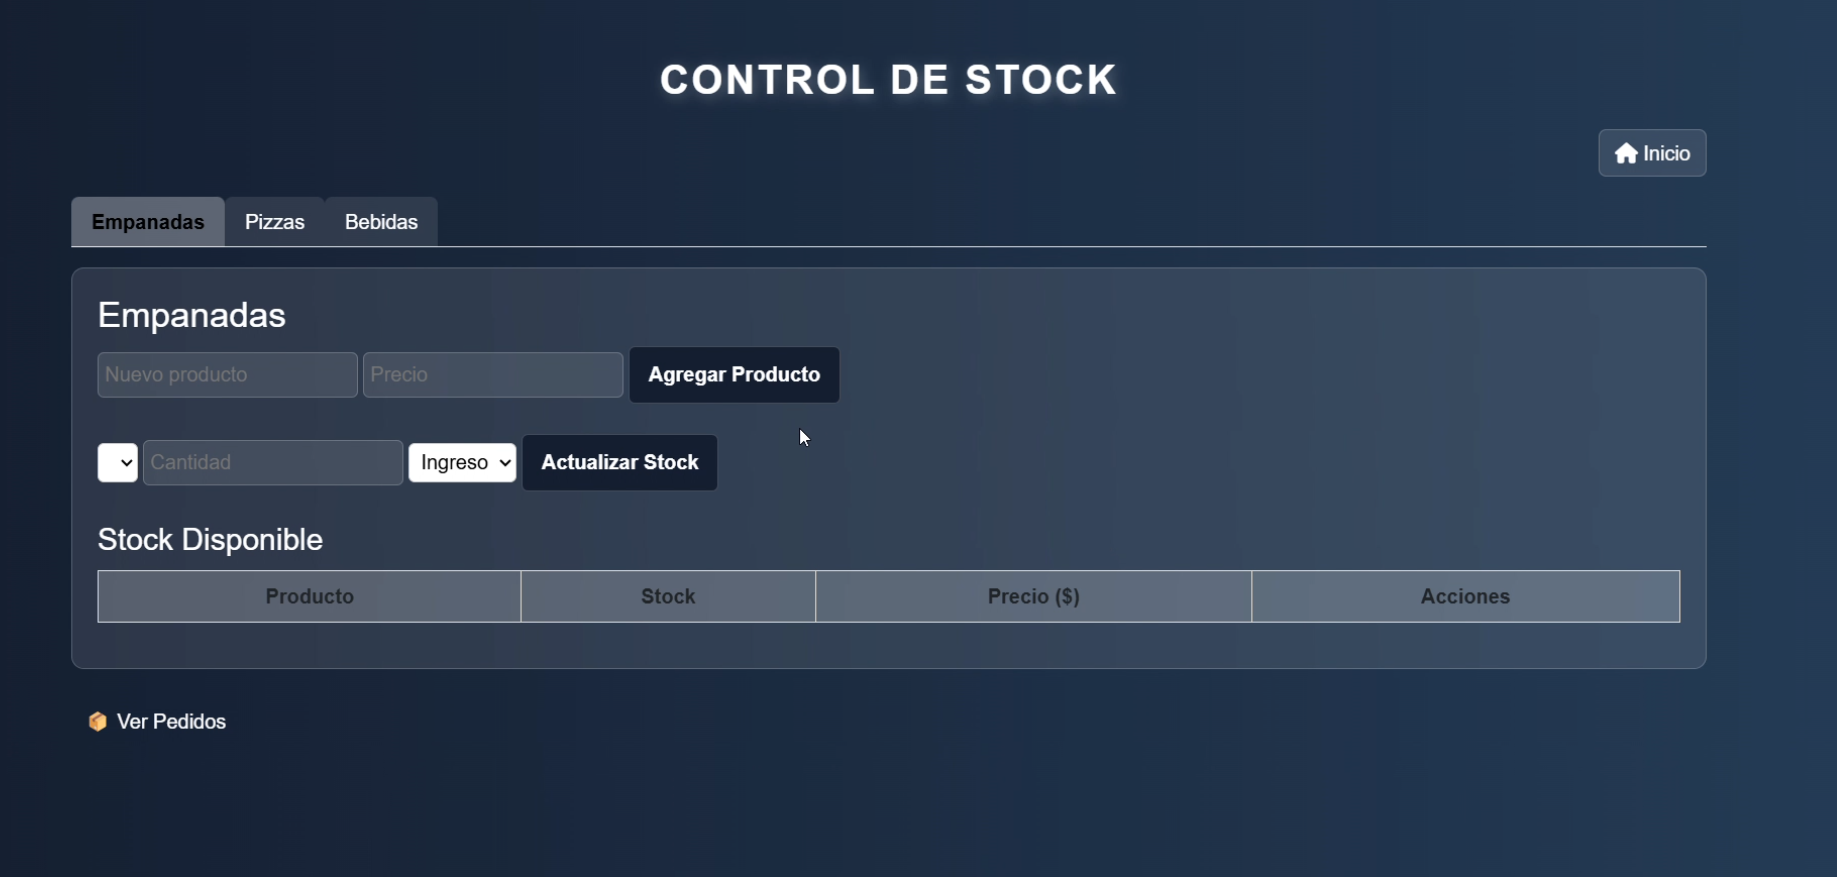 CONTROL DE STOCK
Inicio
Empanadas Pizzas Bebidas
Empanadas
Nuevo producto Precio Agregar Producto
Cantidad Ingreso Actualizar Stock
Stock Disponible
Producto Stock Precio ($) Acciones
Ver Pedidos